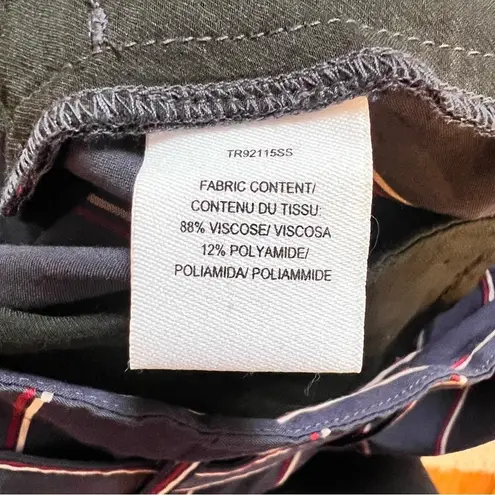 TR92115SS
FABRIC CONTENT/
CONTENU DU TISSU:
88% VISCOSE/ VISCOSA
12% POLYAMIDE/
POLIAMIDA/ POLIAMMIDE